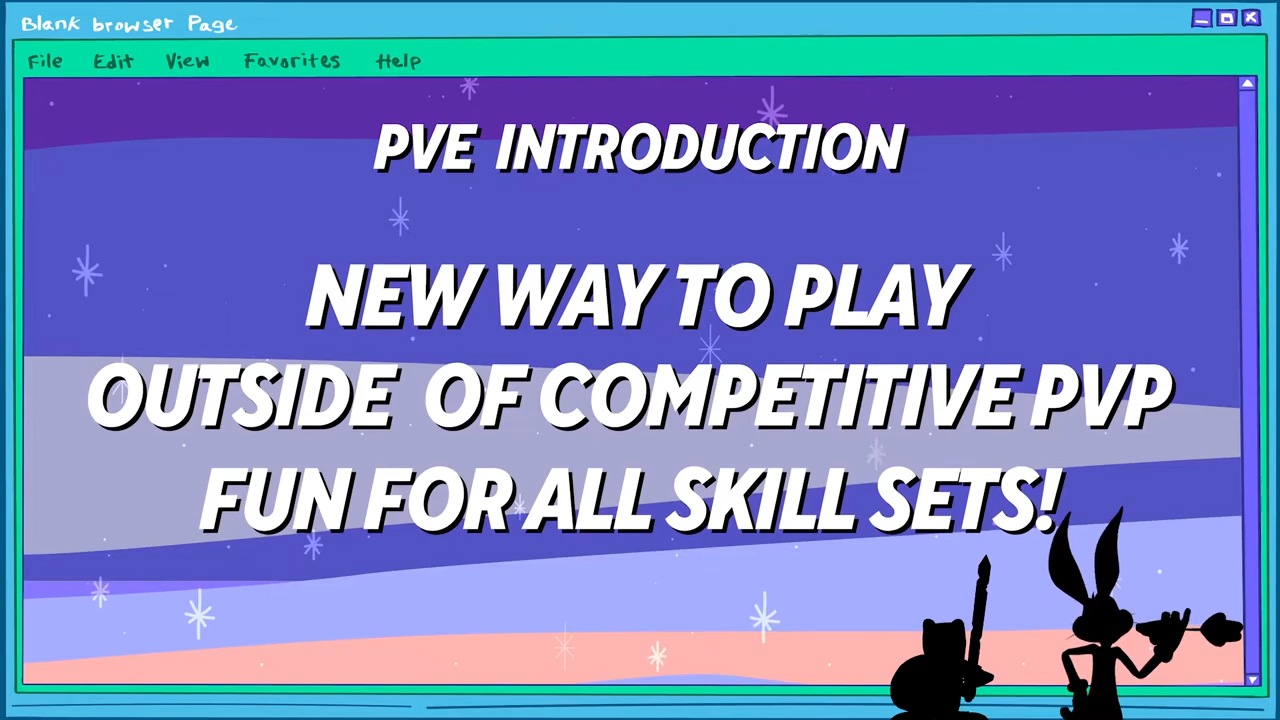 Blank browser Page
File Edit View Favorites Help
PVE INTRODUCTION
NEW WAY TO PLAY
OUTSIDE OF COMPETITIVE PVP
FUN FOR ALL SKILL SETS!